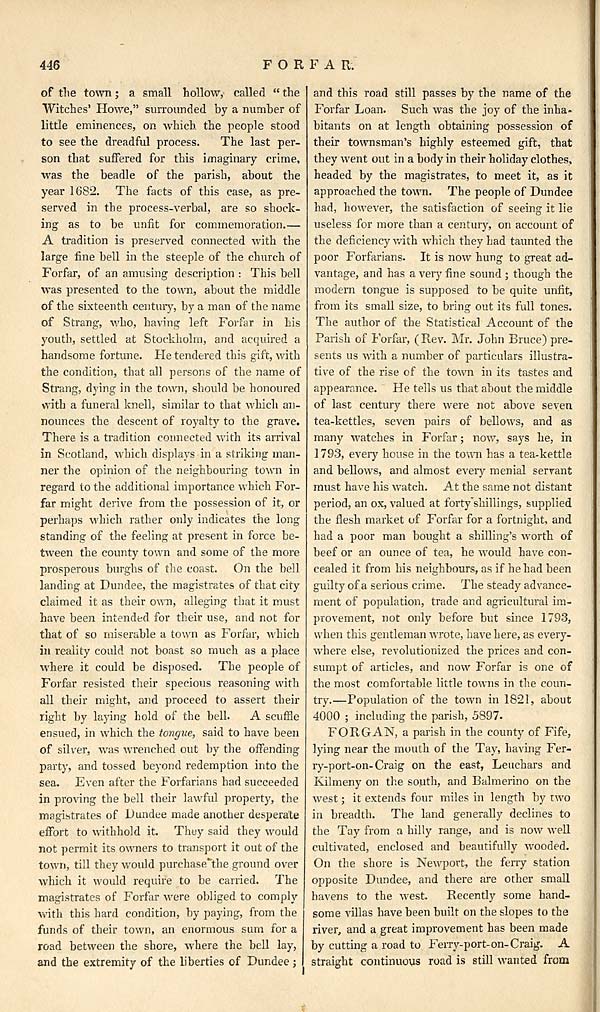 446
FORFAR.
of the town; a small hollow, called "the
Witches' Howe," surrounded by a number of
little eminences, on which the people stood
to see the dreadful process. The last per-
son that suffered for this imaginary crime,
was the beadle of the parish, about the
year 1682. The facts of this case, as pre-
served in the process-verbal, are so shock-
ing as to be unfit for commemoration.—
A tradition is preserved connected with the
large fine bell in the steeple of the church of
Forfar, of an amusing description: This bell
was presented to the town, about the middle
of the sixteenth century, by a man of the name
of Strang, who, having left Forfar in his
youth, settled at Stockholm, and acquired a
handsome fortune. He tendered this gift, with
the condition, that all persons of the name of
Strang, dying in the town, should be honoured
with a funeral knell, similar to that which an-
nounces the descent of royalty to the grave.
There is a tradition connected with its arrival
in Scotland, which displays in a striking man-
ner the opinion of the neighbouring town in
regard to the additional importance which For-
far might derive from the possession of it, or
perhaps which rather only indicates the long
standing of the feeling at present in force be-
tween the county town and some of the more
prosperous burghs of the coast. On the bell
landing at Dundee, the magistrates of that city
claimed it as their own, alleging that it must
have been intended for their use, and not for
that of so miserable a town as Forfar, which
in reality could not boast so much as a place
where it could be disposed. The people of
Forfar resisted their specious reasoning with
all their might, and proceed to assert their
right by laying hold of the bell. A scuffle
ensued, in which the tongue, said to have been
of silver, was wrenched out by the offending
party, and tossed beyond redemption into the
sea. Even after the Forfarians had succeeded
in proving the bell their lawful property, the
magistrates of Dundee made another desperate
effort to withhold it. They said they would
not permit its owners to transport it out of the
town, till they would purchase the ground over
which it would require to be carried. The
magistrates of Forfar were obliged to comply
with this hard condition, by paying, from the
funds of their town, an enormous sum for a
road between the shore, where the bell lay,
and the extremity of the liberties of Dundee;
and this road still passes by the name of the
Forfar Loan. Such was the joy of the inha-
bitants on at length obtaining possession of
their townsman's highly esteemed gift, that
they went out in a body in their holiday clothes,
headed by the magistrates, to meet it, as it
approached the town. The people of Dundee
had, however, the satisfaction of seeing it lie
useless for more than a century, on account of
the deficiency with which they had taunted the
poor Forfarians. It is now hung to great ad-
vantage, and has a very fine sound; though the
modern tongue is supposed to be quite unfit,
from its small size, to bring out its full tones.
The author of the Statistical Account of the
Parish of Forfar, (Rev. Mr. John Bruce) pre-
sents us with a number of particulars illustra-
tive of the rise of the town in its tastes and
appearance. He tells us that about the middle
of last century there were not above seven
tea-kettles, seven pairs of bellows, and as
many watches in Forfar; now, says he, in
1793, every house in the town has a tea-kettle
and bellows, and almost every menial servant
must have his watch. At the same not distant
period, an ox, valued at forty shillings, supplied
the flesh market of Forfar for a fortnight, and
had a poor man bought a shilling's worth of
beef or an ounce of tea, he would have con-
cealed it from his neighbours, as if he had been
guilty of a serious crime. The steady advance-
ment of population, trade and agricultural im-
provement, not only before but since 1793,
when this gentleman wrote, have here, as every-
where else, revolutionized the prices and con-
sumpt of articles, and now Forfar is one of
the most comfortable little towns in the coun-
try.—Population of the town in 1821, about
4000; including the parish, 5897.
FORGAN, a parish in the county of Fife,
lying near the mouth of the Tay, having Fer-
ry-port-on-Craig on the east, Leuchars and
Kilmeny on the south, and Balmerino on the
west; it extends four miles in length by two
in breadth. The land generally declines to
the Tay from a hilly range, and is now well
cultivated, enclosed and beautifully wooded.
On the shore is Newport, the ferry station
opposite Dundee, and there are other small
havens to the west. Recently some hand-
some villas have been built on the slopes to the
river, and a great improvement has been made
by cutting a road to Ferry-port-on-Craig. A
straight continuous road is still wanted from